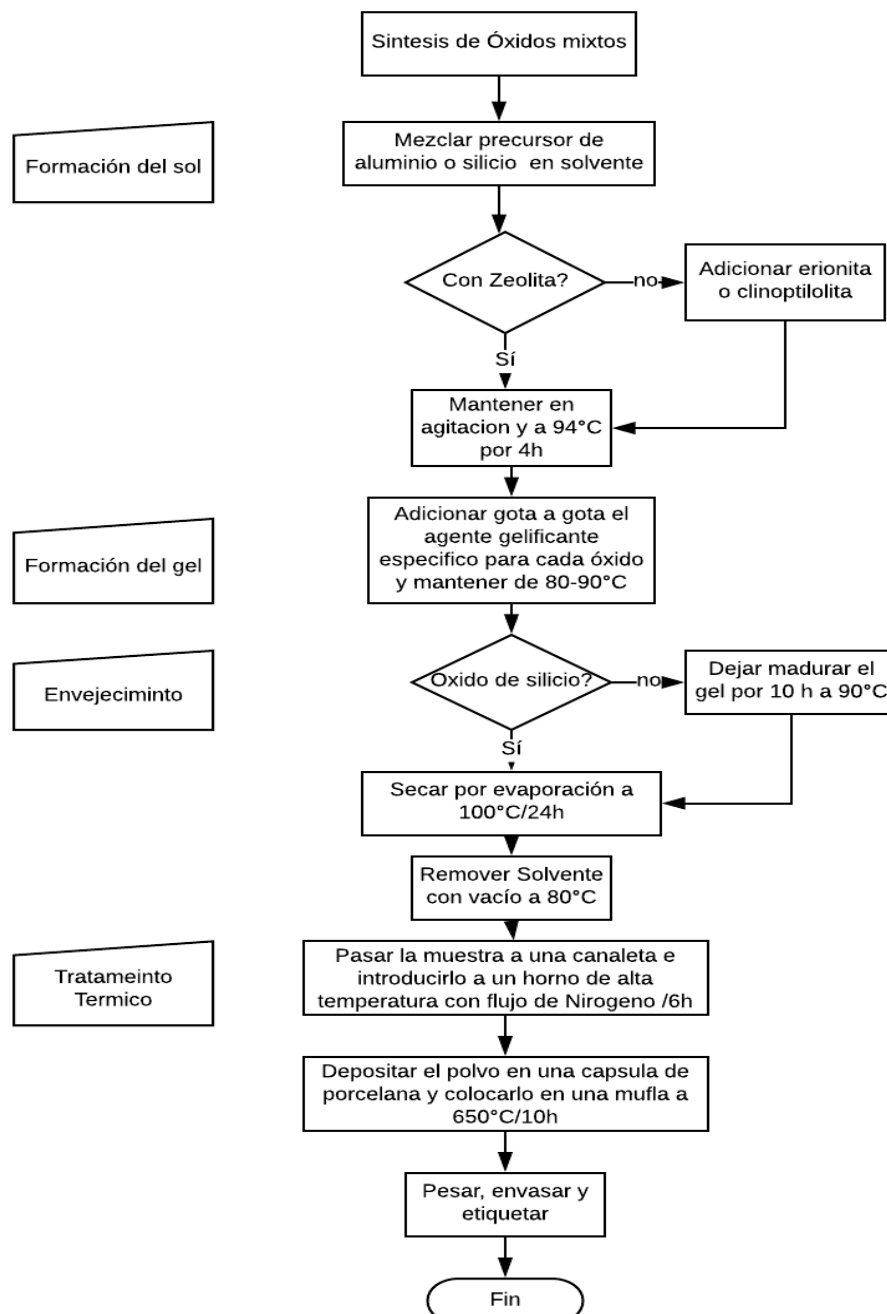 Sintesis de Óxidos mixtos
Formación del sol
Mezclar precursor de
aluminio o silicio en solvente
Con Zeolita?
no
Adicionar erionita
o clinoptilolita
Sí
Mantener en
agitacion y a 94°C
por 4h
Formación del gel
Adicionar gota a gota el
agente gelificante
especifico para cada óxido
y mantener de 80-90°C
Envejeciminto
Oxido de silicio?
no
Dejar madurar el
gel por 10 h a 90°C
Sí
Secar por evaporación a
100°C/24h
Remover Solvente
con vacío a 80°C
Tratameinto
Termico
Pasar la muestra a una canaleta e
introducirlo a un horno de alta
temperatura con flujo de Nirogeno /6h
Depositar el polvo en una capsula de
porcelana y colocarlo en una mufla a
650°C/10h
Pesar, envasar y
etiquetar
Fin